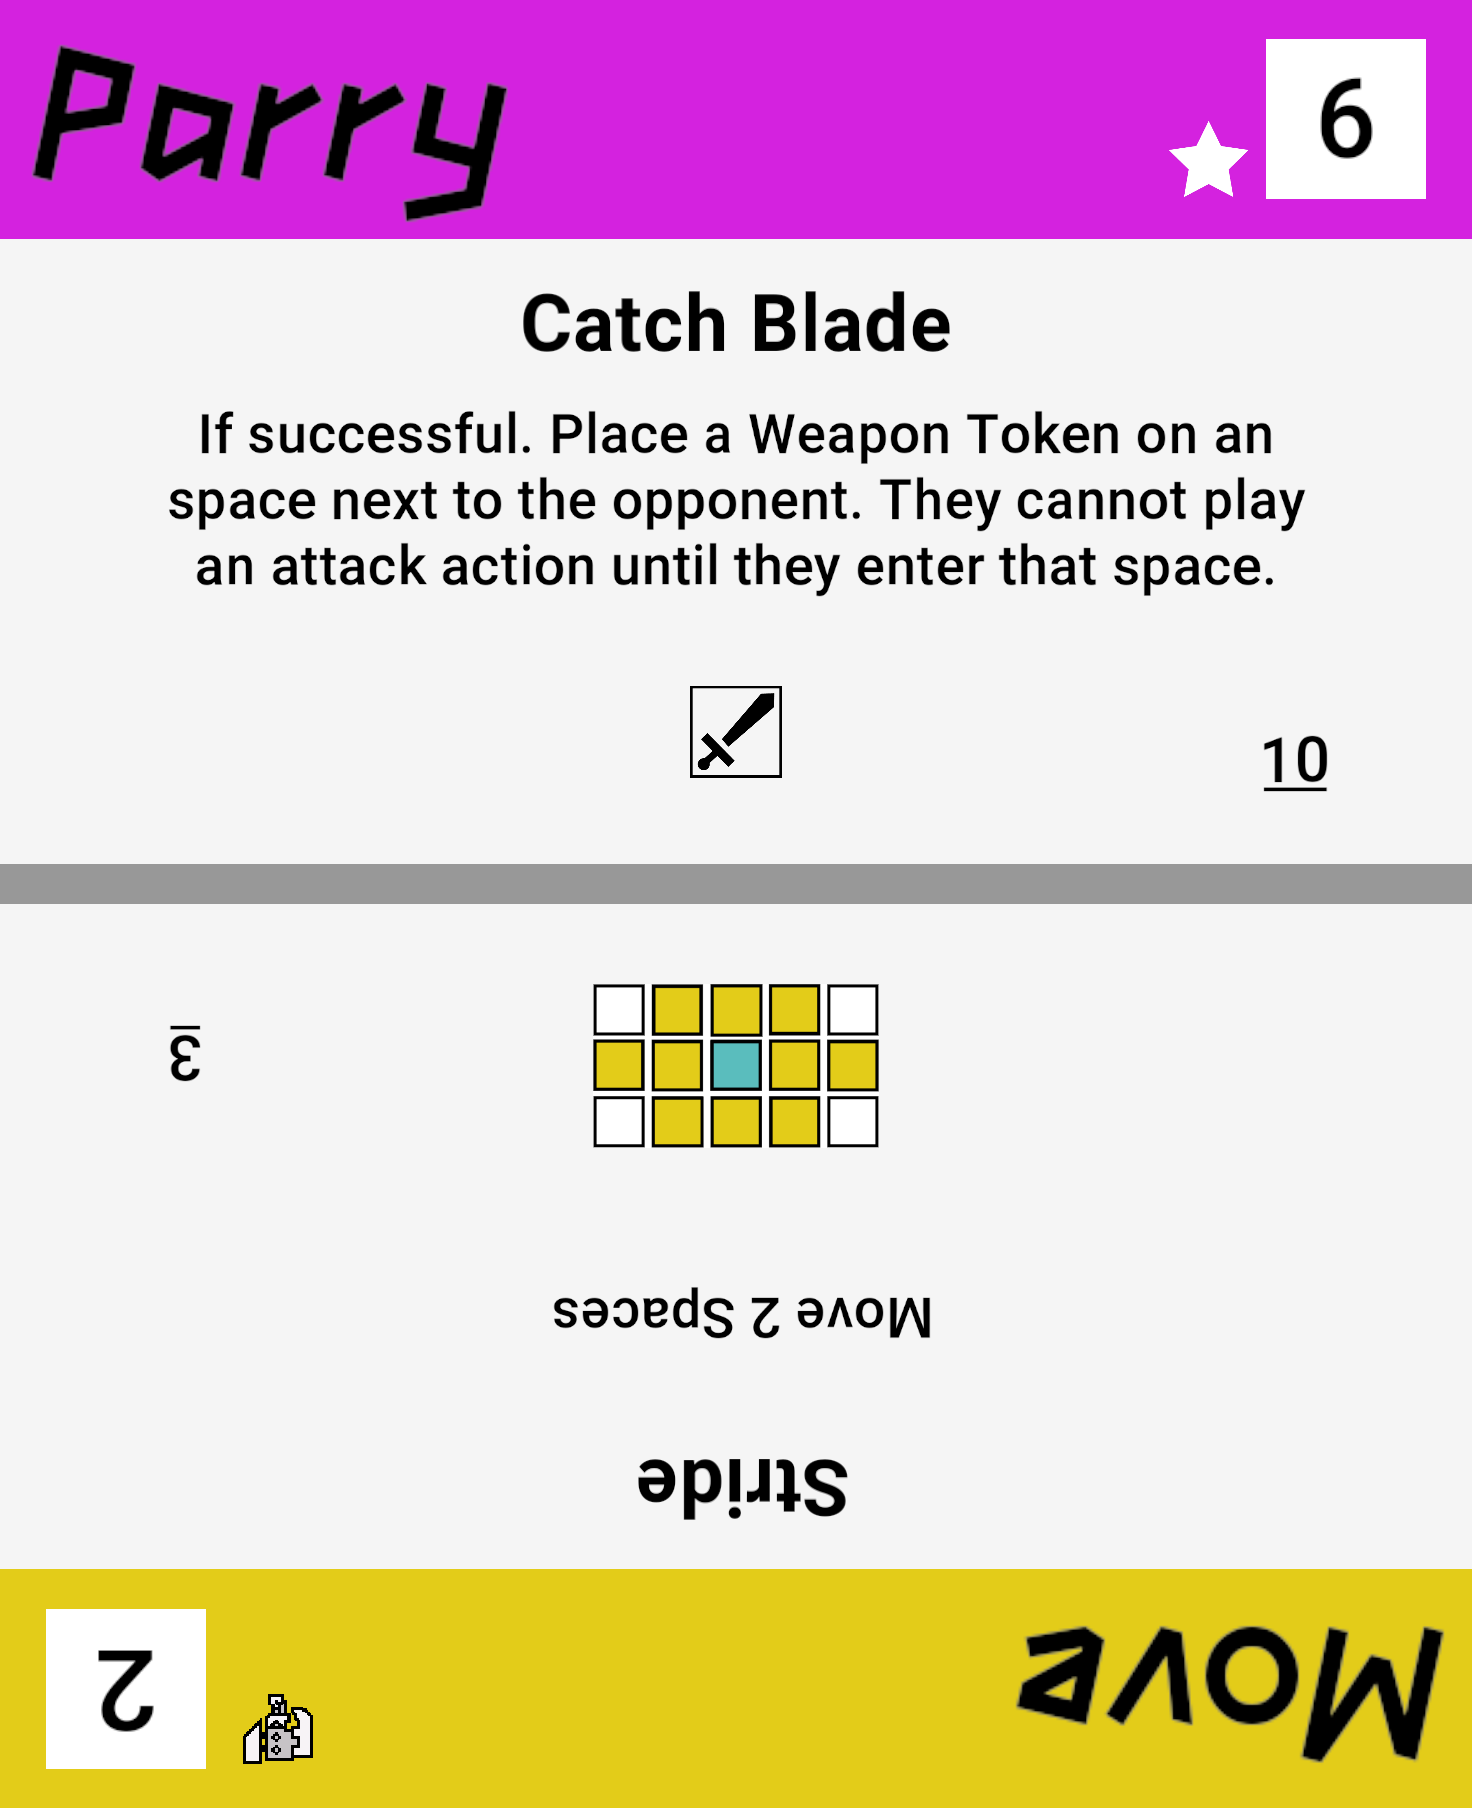 Parry
6
Catch Blade
If successful. Place a Weapon Token on an
space next to the opponent. They cannot play
an attack action until they enter that space.
10
Move
2
Stride
Move 2 Spaces
3